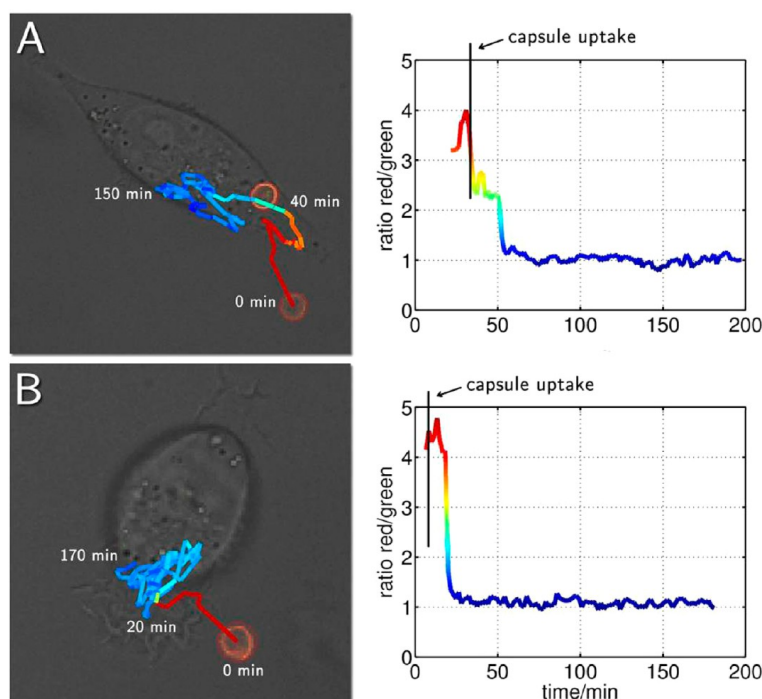 A
150 min
40 min
0 min
capsule uptake
ratio red/green
5
4
3
2
1
0
0 50 100 150 200
B
170 min
20 min
0 min
capsule uptake
ratio red/green
5
4
3
2
1
0
0 50 100 150 200
time/min